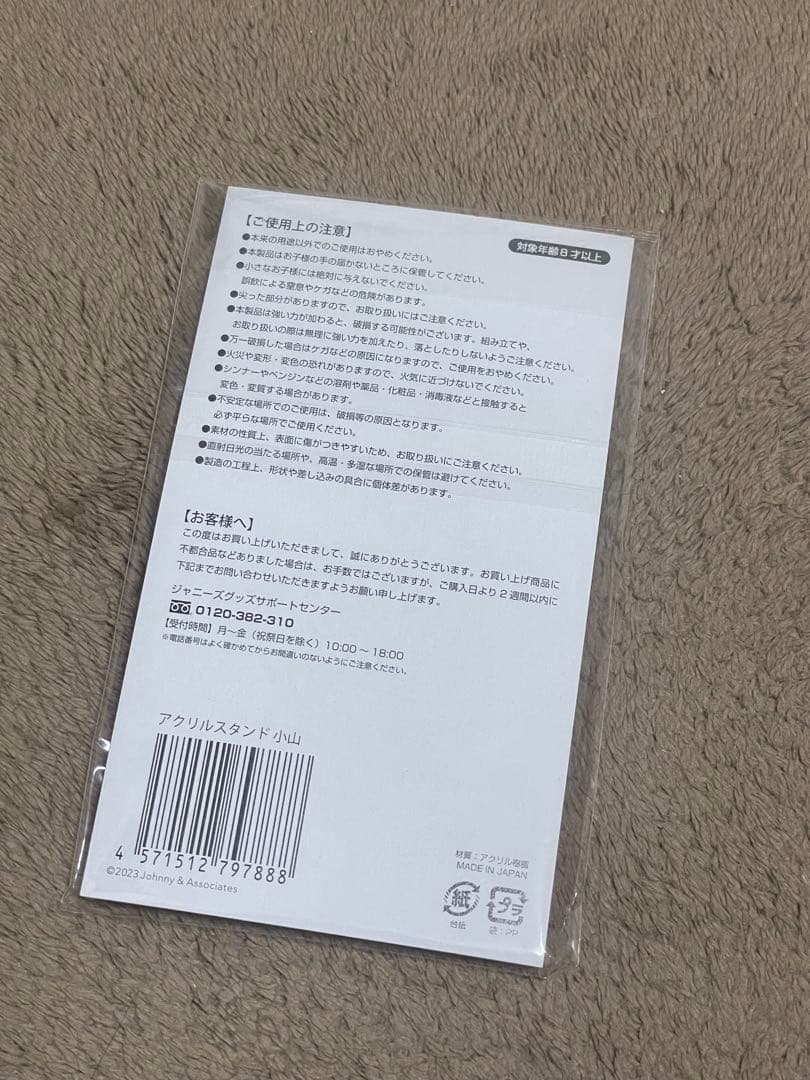 【ご使用上の注意】
対象年齢8才以上
●本来の用途以外でのご使用はおやめください。
●本製品はお子様の手の届かないところに保管してください。
●小さなお子様には絶対に与えないでください。
誤飲による窒息やケガなどの危険があります。
●尖った部分がありますので、お取り扱いにはご注意ください。
●本製品は強い力が加わると、破損する可能性がございます。組み立てや、
お取り扱いの際は無理に強い力を加えたり、落としたりしないようご注意ください。
●万一破損した場合はケガなどの原因になりますので、ご使用をおやめください。
●火災や変形・変色の恐れがありますので、火気に近づけないでください。
●シンナーやベンジンなどの溶剤や薬品・化粧品・消毒液などと接触すると
変色・変質する場合があります。
●不安定な場所でのご使用は、破損等の原因となります。
必ず平らな場所でご使用ください。
●素材の性質上、表面に傷がつきやすいため、お取り扱いにご注意ください。
●直射日光の当たる場所や、高温・多湿な場所での保管は避けてください。
●製造の工程上、形状や差し込みの具合に個体差があります。
【お客様へ】
この度はお買い上げいただきまして、誠にありがとうございます。お買い上げ商品に
不都合品などありました場合は、お手数ではございますが、ご購入日より2週間以内に
下記までお問い合わせいただきますようお願い申し上げます。
ジャニーズグッズサポートセンター
0120-382-310
【受付時間】月〜金(祝祭日を除く)10:00〜18:00
※電話番号はよく確かめてからお間違いのないようにご注意ください。
アクリルスタンド 小山
4 571512 797888
©2023 Johnny & Associates
材質:アクリル樹脂
MADE IN JAPAN
紙 プラ
台紙 袋:PP